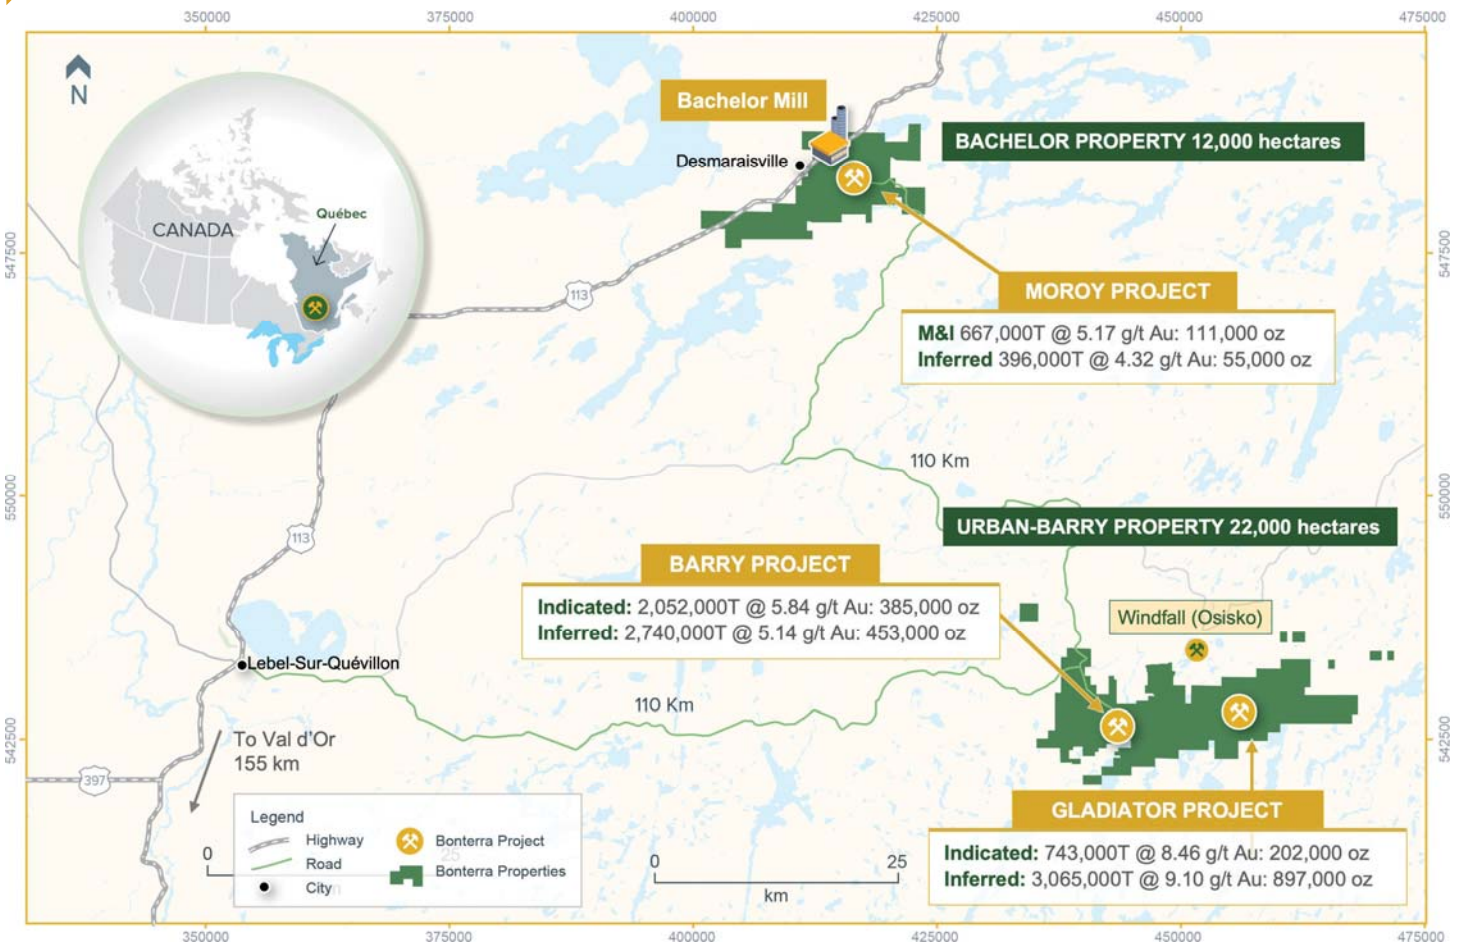 350000
375000
400000
425000
450000
475000
N
Bachelor Mill
BACHELOR PROPERTY 12,000 hectares
Desmaraisville
Québec
CANADA
547500
547500
MOROY PROJECT
113
M&I 667,000T @ 5.17 g/t Au: 111,000 oz
Inferred 396,000T @ 4.32 g/t Au: 55,000 oz
110 Km
550000
550000
URBAN-BARRY PROPERTY 22,000 hectares
113
BARRY PROJECT
Indicated: 2,052,000T @ 5.84 g/t Au: 385,000 oz
Inferred: 2,740,000T @ 5.14 g/t Au: 453,000 oz
Windfall (Osisko)
Lebel-Sur-Quévillon
110 Km
To Val d'Or
155 km
542500
542500
397
GLADIATOR PROJECT
Indicated: 743,000T @ 8.46 g/t Au: 202,000 oz
Inferred: 3,065,000T @ 9.10 g/t Au: 897,000 oz
Legend
Highway
Road
City
Bonterra Project
Bonterra Properties
0
25
0
25
km
350000
375000
400000
425000
450000
475000